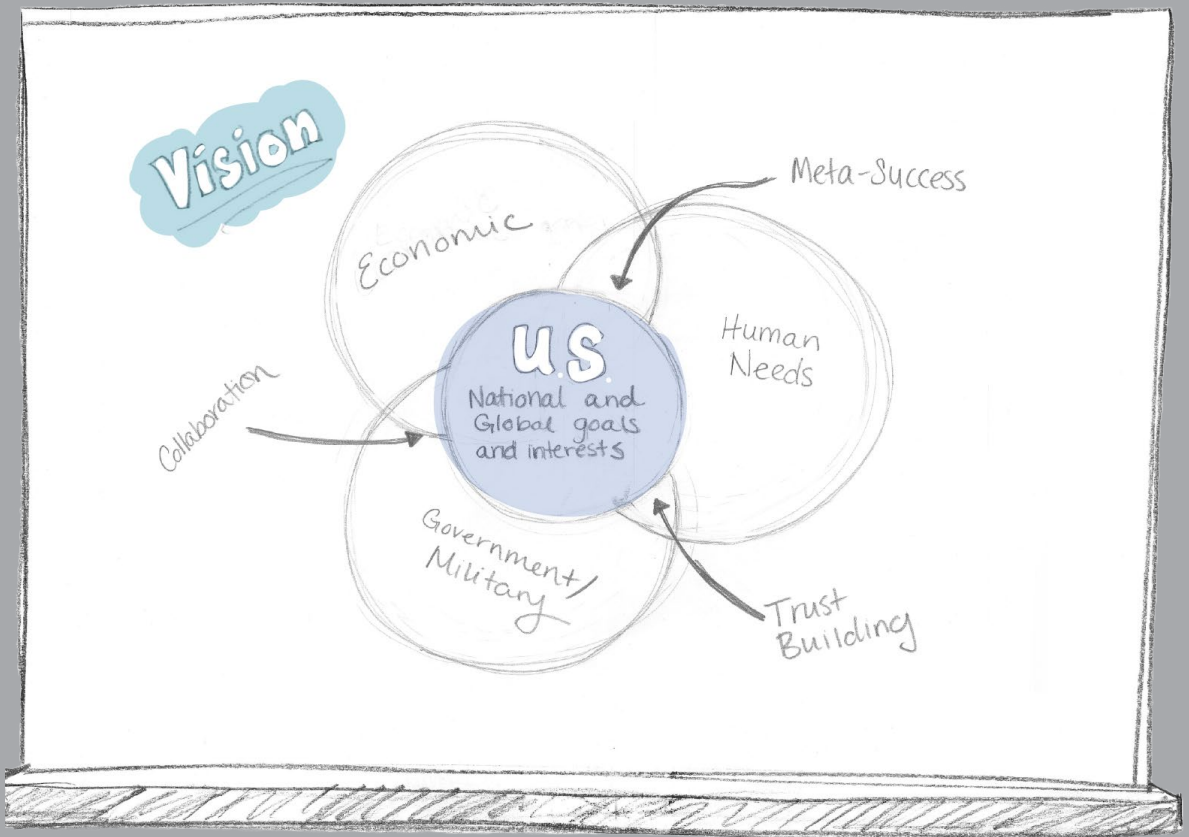 Vision
Meta-Success
Economic
Human
Needs
U.S.
National and
Global goals
and interests
Collaboration
Government/
Military
Trust
Building